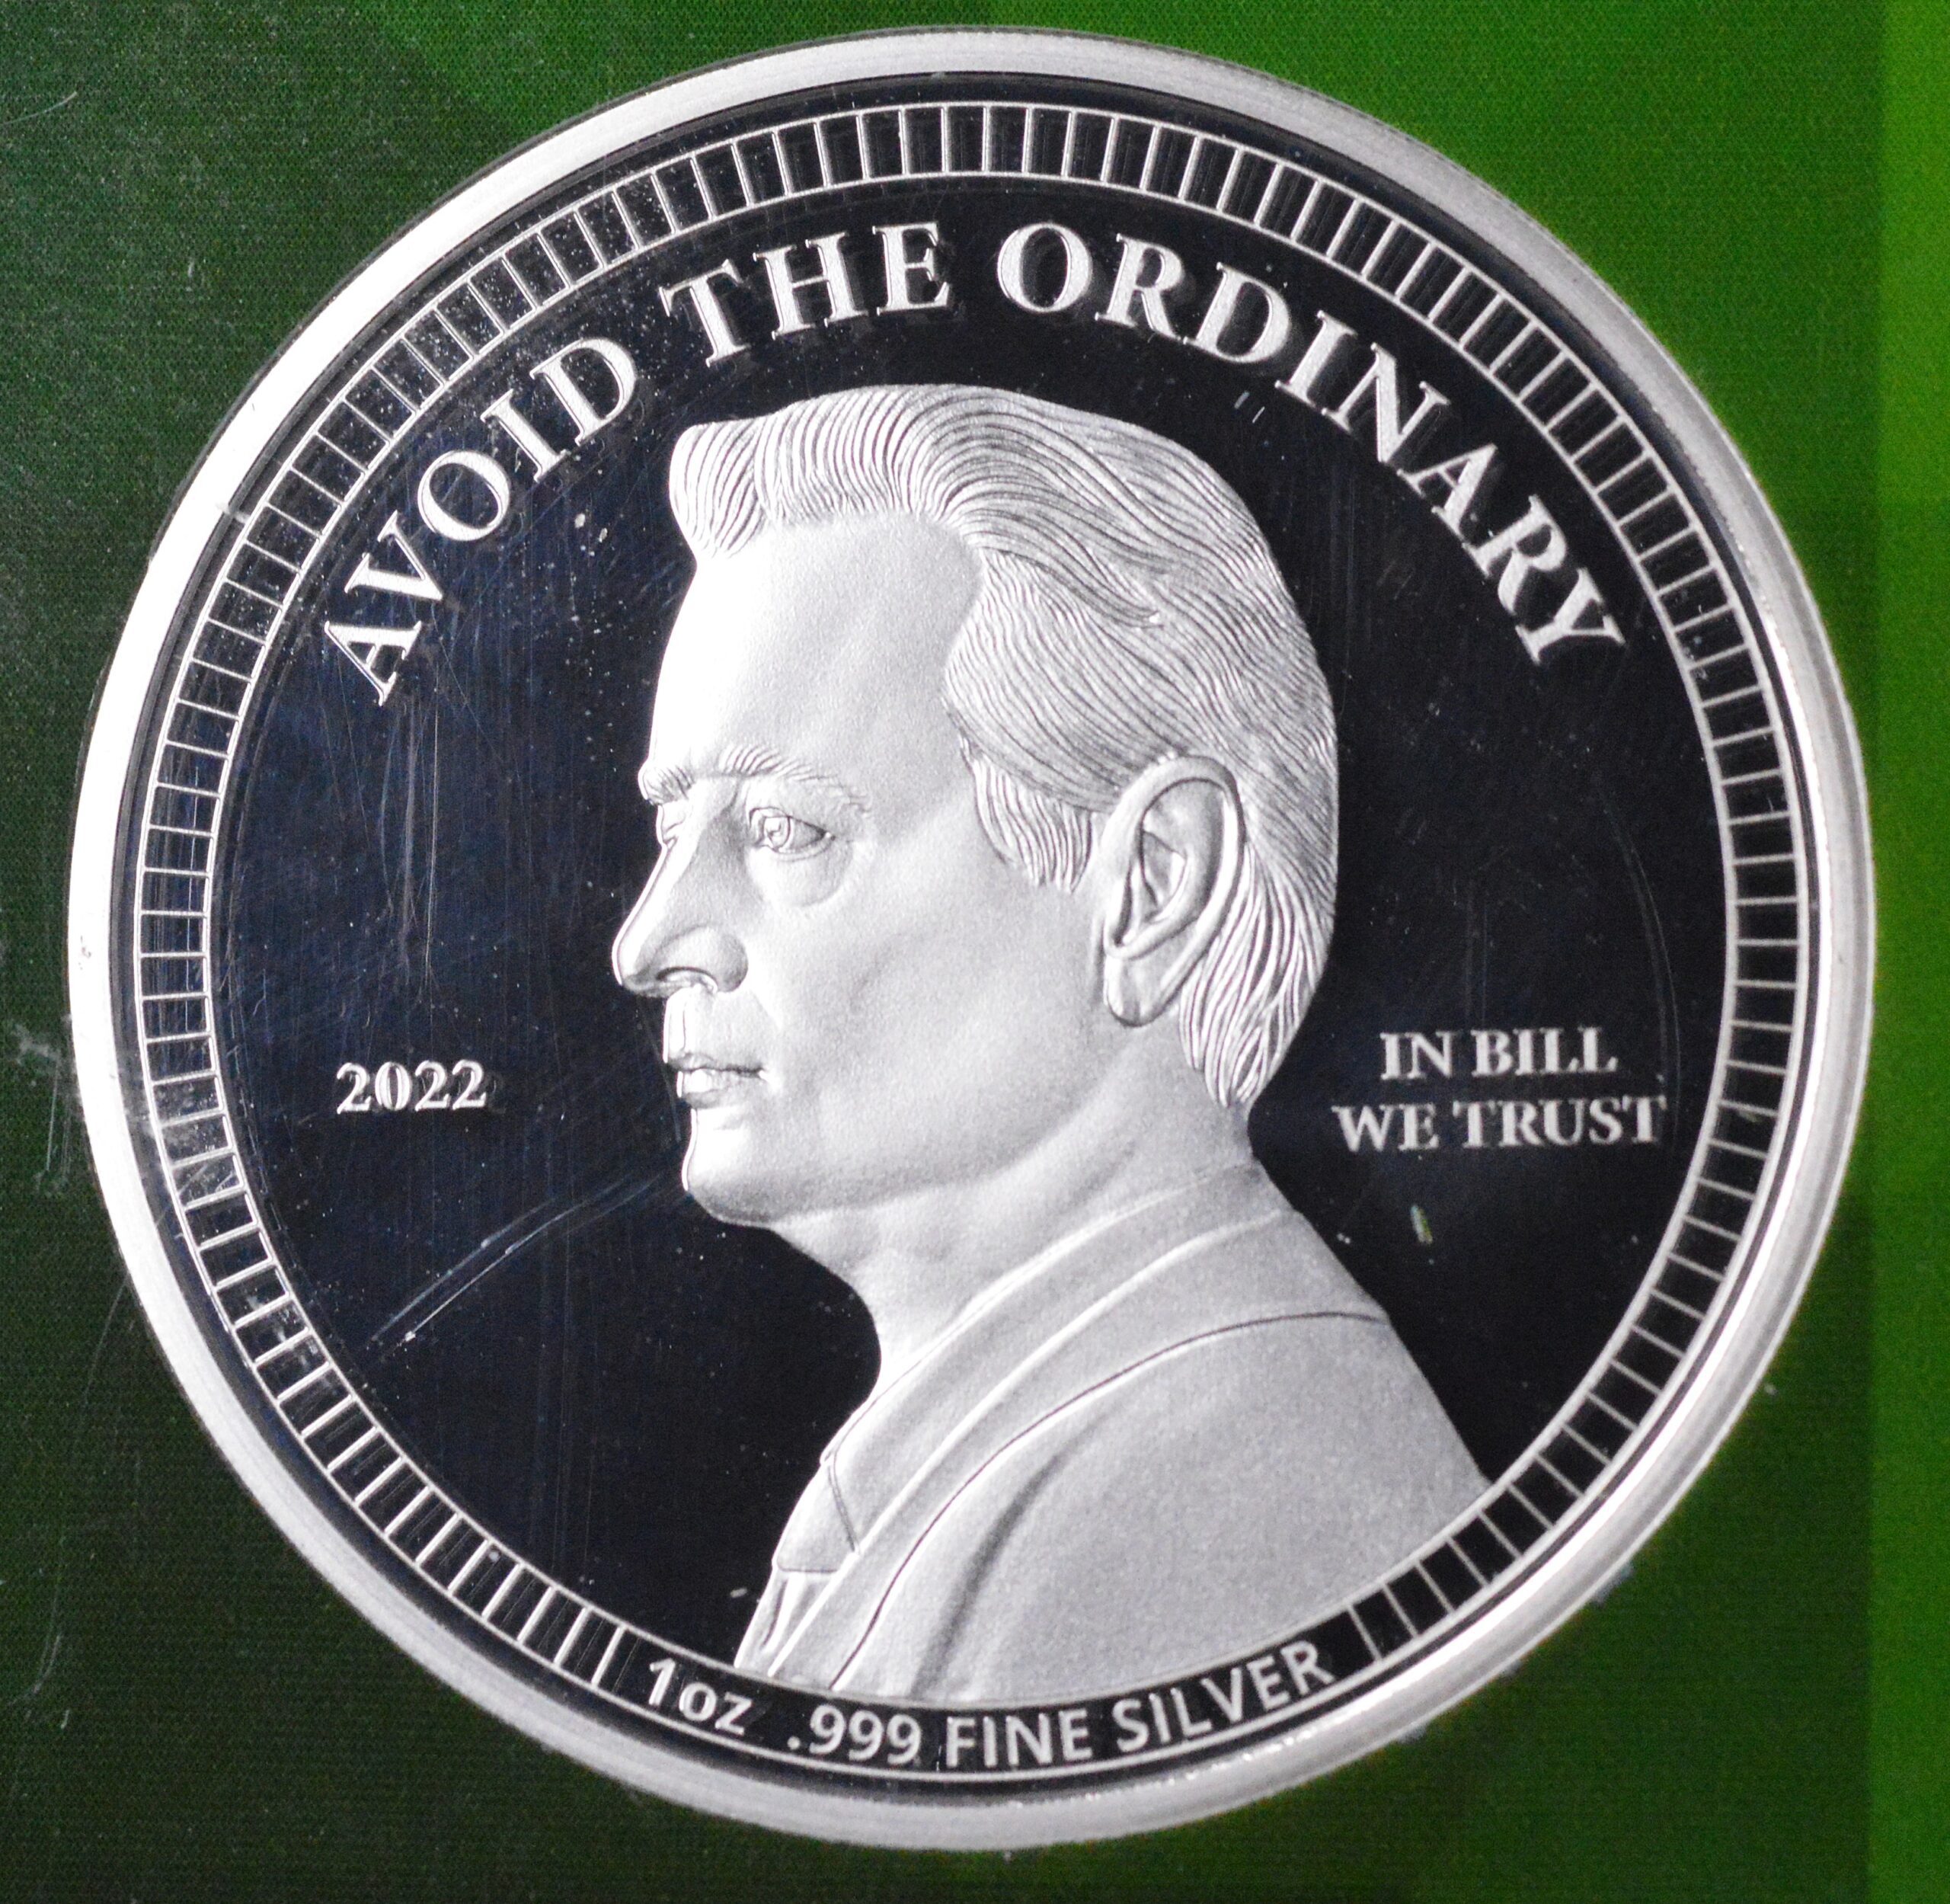 AVOID THE ORDINARY
2022
IN BILL
WE TRUST
1oz .999 FINE SILVER